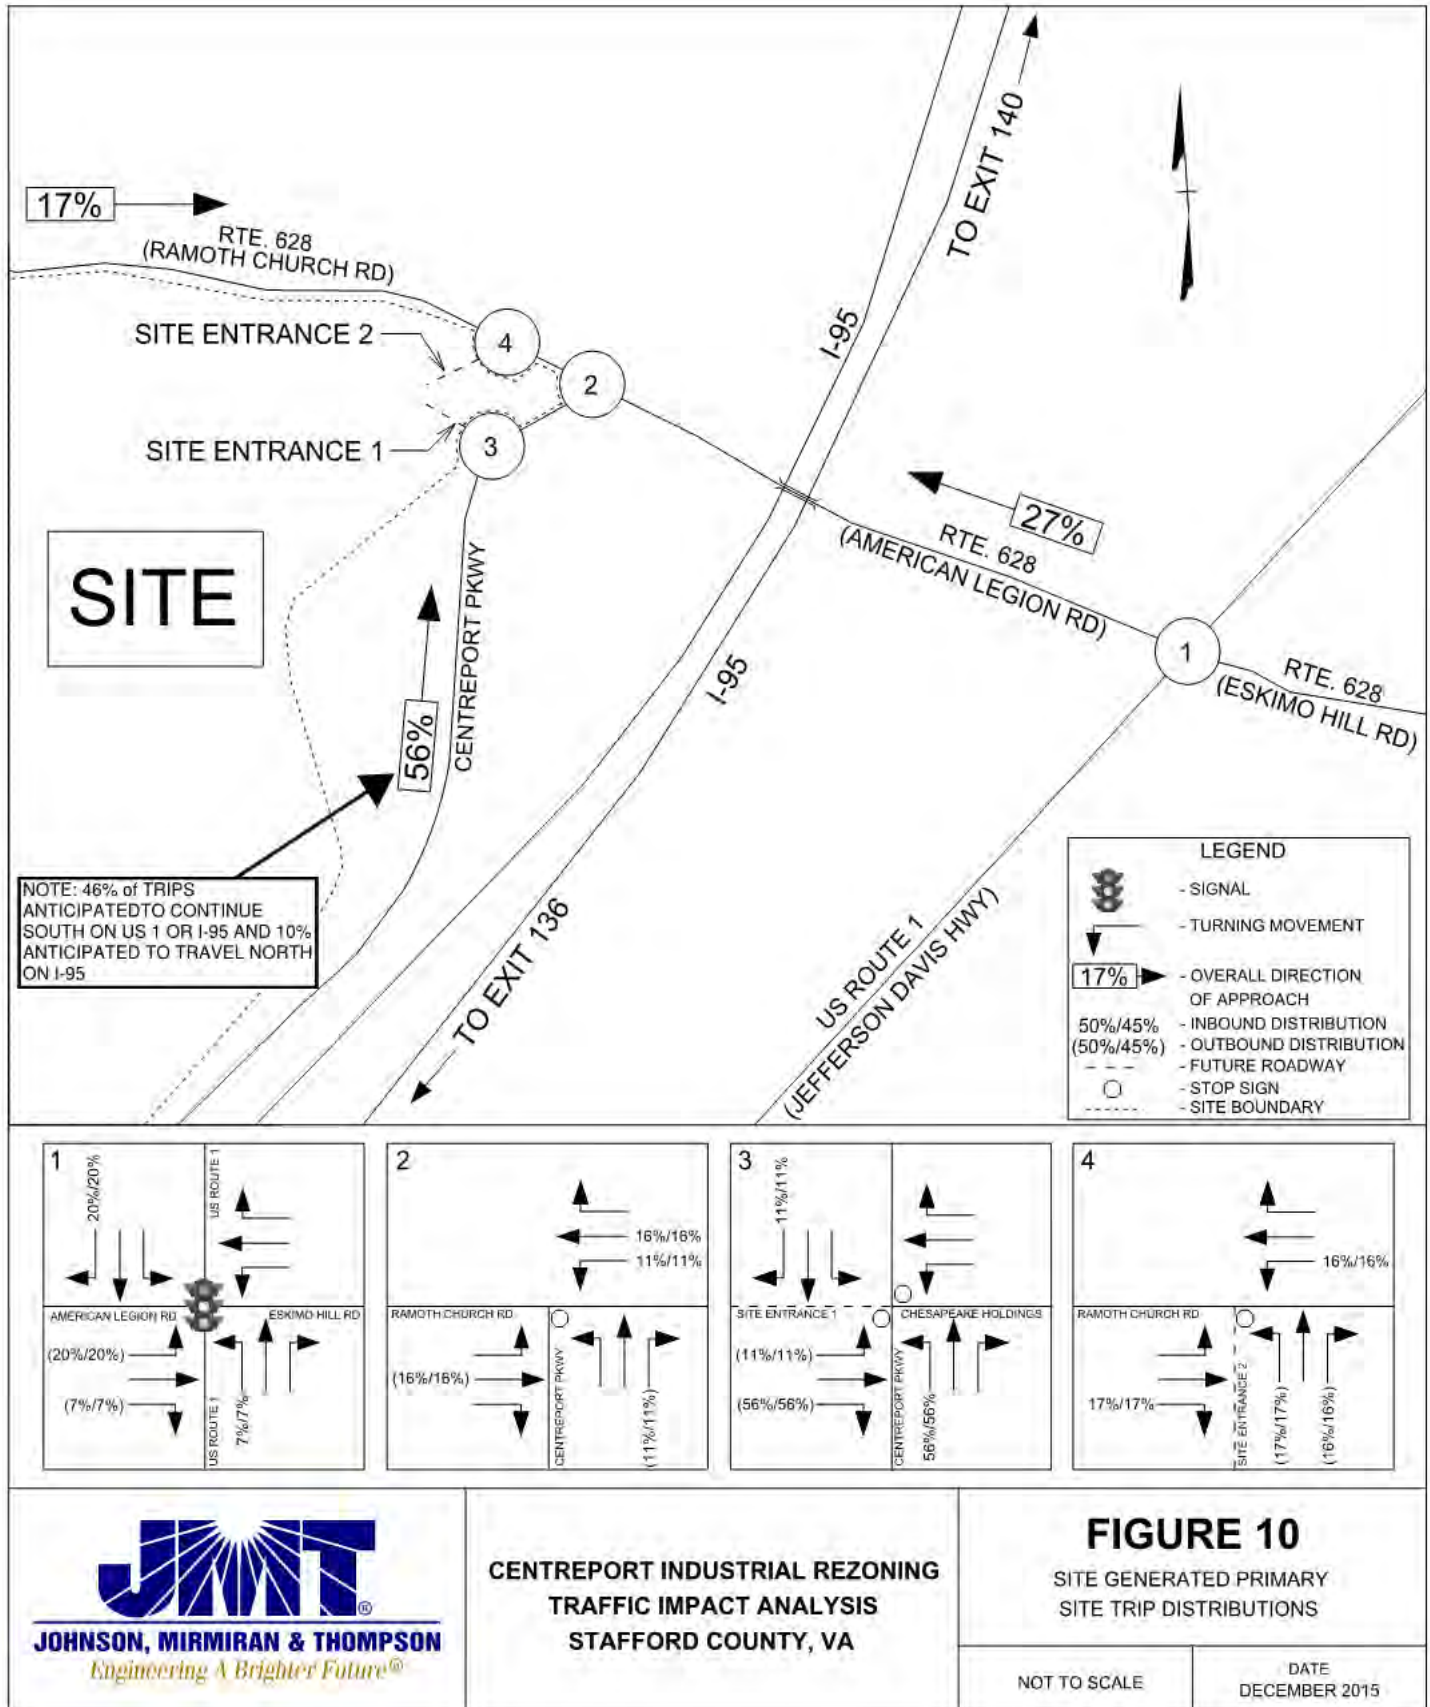 17%
RTE. 628
(RAMOTH CHURCH RD)
TO EXIT 140
SITE ENTRANCE 2
4
2
I-95
SITE ENTRANCE 1
3
27%
RTE. 628
(AMERICAN LEGION RD)
SITE
CENTREPORT PKWY
56%
I-95
1
RTE. 628
(ESKIMO HILL RD)
NOTE: 46% of TRIPS
ANTICIPATEDTO CONTINUE
SOUTH ON US 1 OR I-95 AND 10%
ANTICIPATED TO TRAVEL NORTH
ON I-95
TO EXIT 136
US ROUTE 1
(JEFFERSON DAVIS HWY)
LEGEND
- SIGNAL
- TURNING MOVEMENT
17% - OVERALL DIRECTION
OF APPROACH
50%/45% - INBOUND DISTRIBUTION
(50%/45%) - OUTBOUND DISTRIBUTION
- FUTURE ROADWAY
- STOP SIGN
- SITE BOUNDARY
1
20%/20%
US ROUTE 1
AMERICAN LEGION RD
ESKIMO HILL RD
(20%/20%)
(7%/7%)
US ROUTE 1
7%/7%
2
16%/16%
11%/11%
RAMOTH CHURCH RD
(16%/16%)
CENTREPORT PKWY
(11%/11%)
3
11%/11%
SITE ENTRANCE 1
CHESAPEAKE HOLDINGS
(11%/11%)
(56%/56%)
CENTREPORT PKWY
56%/56%
4
16%/16%
RAMOTH CHURCH RD
17%/17%
SITE ENTRANCE 2
(17%/17%)
(16%/16%)
JMT®
JOHNSON, MIRMIRAN & THOMPSON
Engineering A Brighter Future®
CENTREPORT INDUSTRIAL REZONING
TRAFFIC IMPACT ANALYSIS
STAFFORD COUNTY, VA
FIGURE 10
SITE GENERATED PRIMARY
SITE TRIP DISTRIBUTIONS
NOT TO SCALE
DATE
DECEMBER 2015